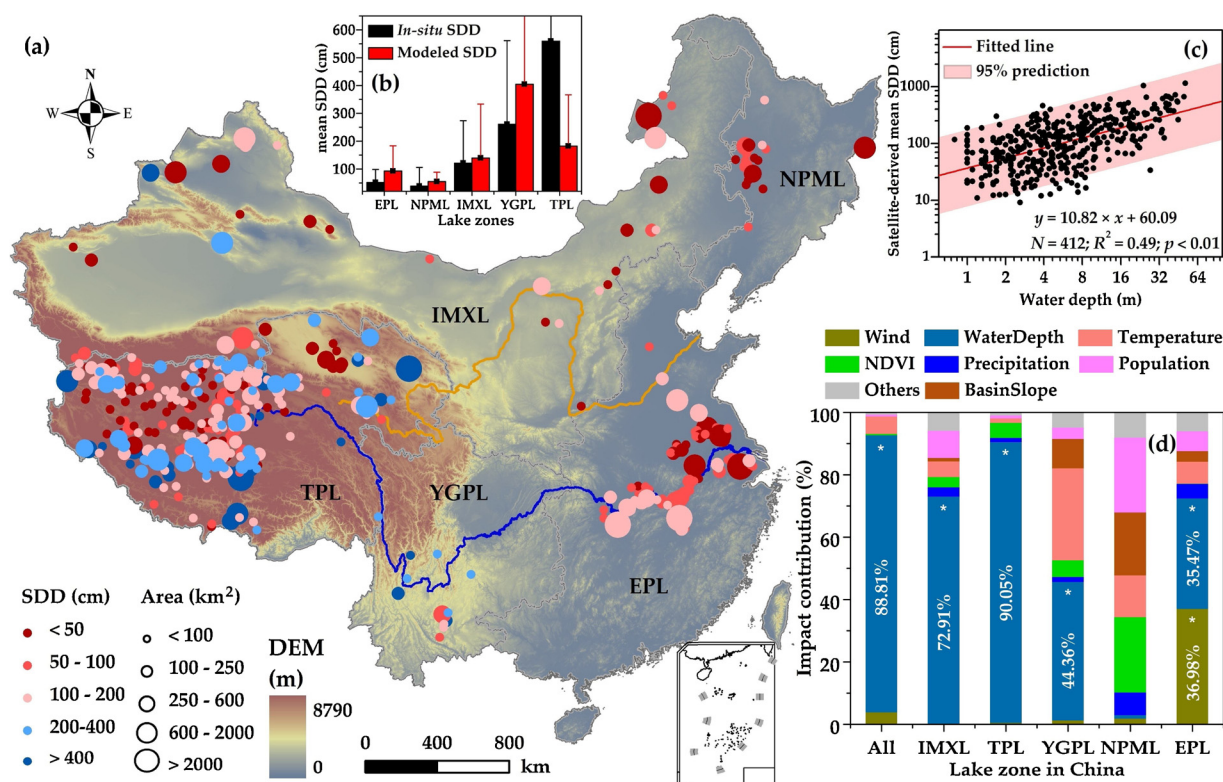 (a)
N
W
E
S
In-situ SDD
Modeled SDD
(b)
mean SDD (cm)
600
500
400
300
200
100
EPL
NPML
IMXL
YGPL
TPL
Lake zones
NPML
IMXL
TPL
YGPL
EPL
(c)
Fitted line
95% prediction
Satellite-derived mean SDD (cm)
1000
100
10
1
y = 10.82 × x + 60.09
N = 412; R² = 0.49; p < 0.01
1 2 4 8 16 32 64
Water depth (m)
Wind
WaterDepth
Temperature
NDVI
Precipitation
Population
Others
BasinSlope
(d)
Impact contribution (%)
100
80
60
40
20
0
88.81%
*
72.91%
*
90.05%
*
44.36%
*
35.47%
*
36.98%
*
All
IMXL
TPL
YGPL
NPML
EPL
Lake zone in China
SDD (cm)
< 50
50 - 100
100 - 200
200-400
> 400
Area (km²)
< 100
100 - 250
250 - 600
600 - 2000
> 2000
DEM
(m)
8790
0
0 400 800
km